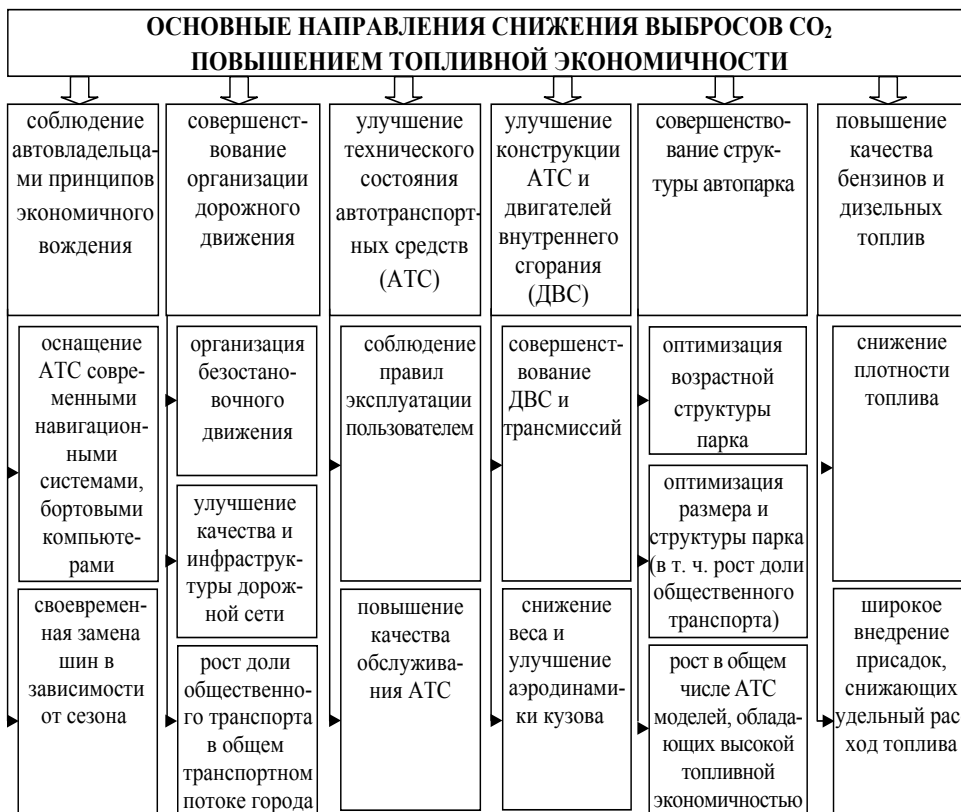 ОСНОВНЫЕ НАПРАВЛЕНИЯ СНИЖЕНИЯ ВЫБРОСОВ CO₂
ПОВЫШЕНИЕМ ТОПЛИВНОЙ ЭКОНОМИЧНОСТИ
соблюдение
автовладельца-
ми принципов
экономичного
вождения
совершенст-
вование
организации
дорожного
движения
улучшение
технического
состояния
автотранспорт-
ных средств
(АТС)
улучшение
конструкции
АТС и
двигателей
внутреннего
сгорания
(ДВС)
совершенство-
вание струк-
туры автопарка
повышение
качества
бензинов и
дизельных
топлив
оснащение
АТС совре-
менными
навигацион-
ными
системами,
бортовыми
компьюте-
рами
своевремен-
ная замена
шин в
зависимости
от сезона
организация
безостано-
вочного
движения
улучшение
качества и
инфраструк-
туры дорож-
ной сети
рост доли
общественно-
го транспорта
в общем
транспортном
потоке города
соблюдение
правил
эксплуатации
пользователем
повышение
качества
обслужива-
ния АТС
совершенст-
вование
ДВС и
трансмиссий
снижение
веса и
улучшение
аэродинами-
ки кузова
оптимизация
возрастной
структуры
парка
оптимизация
размера и
структуры парка
(в т. ч. рост доли
общественного
транспорта)
рост в общем
числе АТС
моделей, облада-
ющих высокой
топливной
экономичностью
снижение
плотности
топлива
широкое
внедрение
присадок,
снижающих
удельный рас-
ход топлива